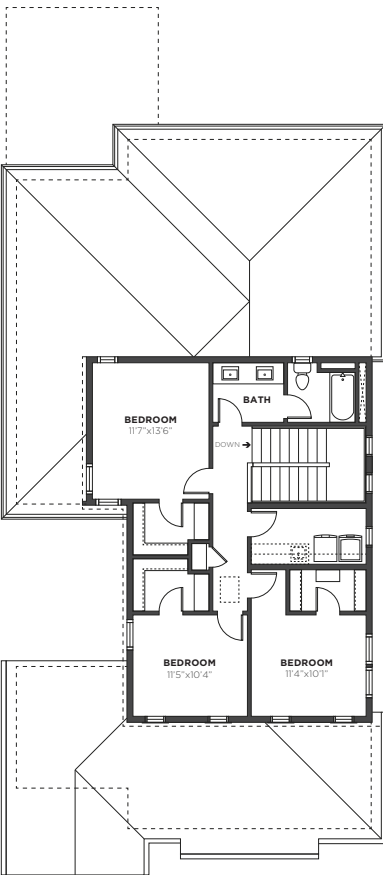 BATH
BEDROOM
11'7"x13'6"
DOWN
BEDROOM
11'5"x10'4"
BEDROOM
11'4"x10'1"